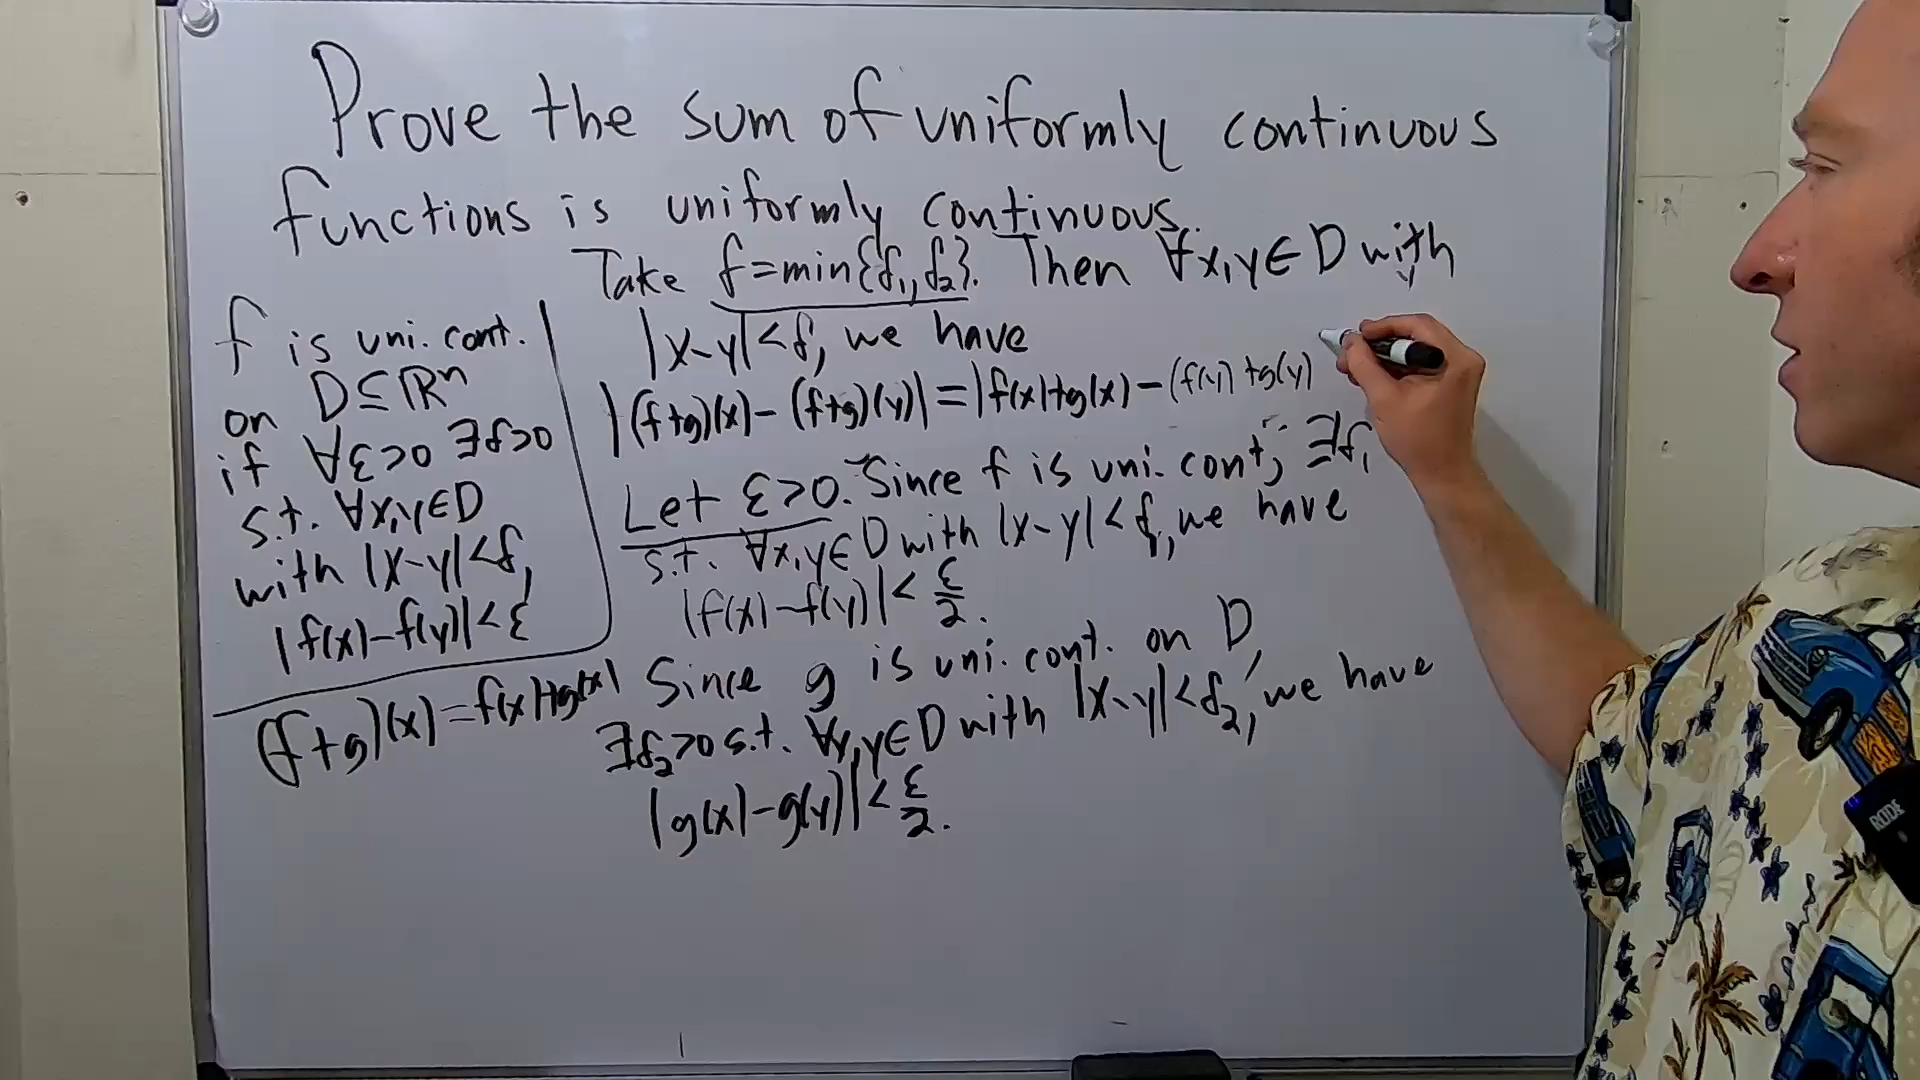 Prove the sum of uniformly continuous
functions is uniformly continuous.
f is uni. cont.
on D⊆ℝⁿ
if ∀ε>0 ∃δ>0
s.t. ∀x,y∈D
with |x-y|<δ,
|f(x)-f(y)|<ε
(f+g)(x)=f(x)+g(x)
Take δ=min{δ₁,δ₂}. Then ∀x,y∈D with
|x-y|<δ, we have
|(f+g)(x)-(f+g)(y)|=|f(x)+g(x)-(f(y)+g(y)
Let ε>0. Since f is uni. cont, ∃δ₁
s.t. ∀x,y∈D with |x-y|<δ₁, we have
|f(x)-f(y)|<ε/2.
Since g is uni. cont. on D,
∃δ₂>0 s.t. ∀x,y∈D with |x-y|<δ₂, we have
|g(x)-g(y)|<ε/2.
RODE